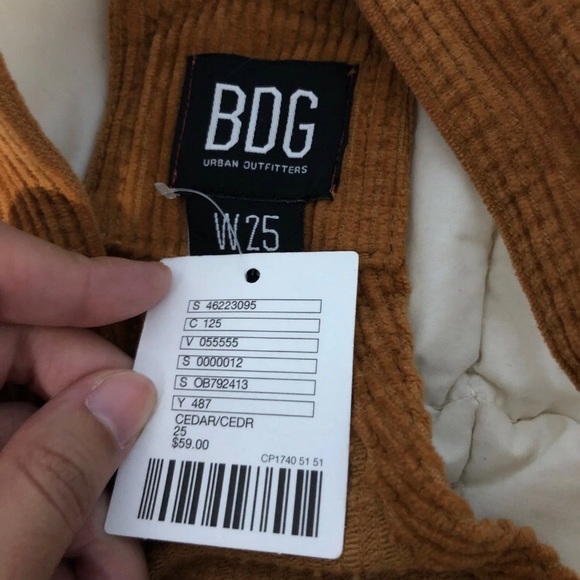 BDG
URBAN OUTFITTERS
W25
S 46223095
C 125
V 055555
S 0000012
S OB792413
Y 487
CEDAR/CEDR
25
$59.00
CP1740 51 51